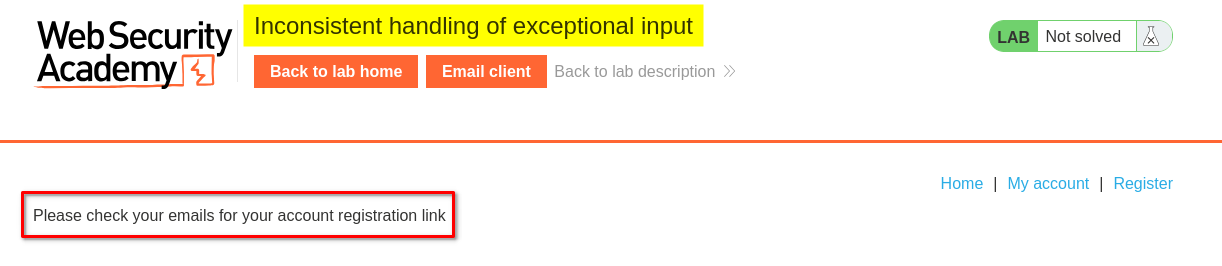 Web Security
Academy
Inconsistent handling of exceptional input
LAB Not solved
Back to lab home Email client Back to lab description
Home | My account | Register
Please check your emails for your account registration link